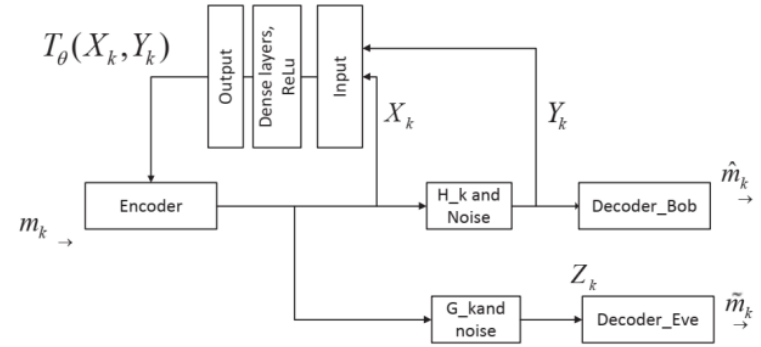 T_θ(X_k,Y_k)
Output
Dense layers,
ReLu
Input
X_k
Y_k
m_k →
Encoder
H_k and
Noise
Decoder_Bob
m̂_k →
G_kand
noise
Z_k
Decoder_Eve
m̃_k →